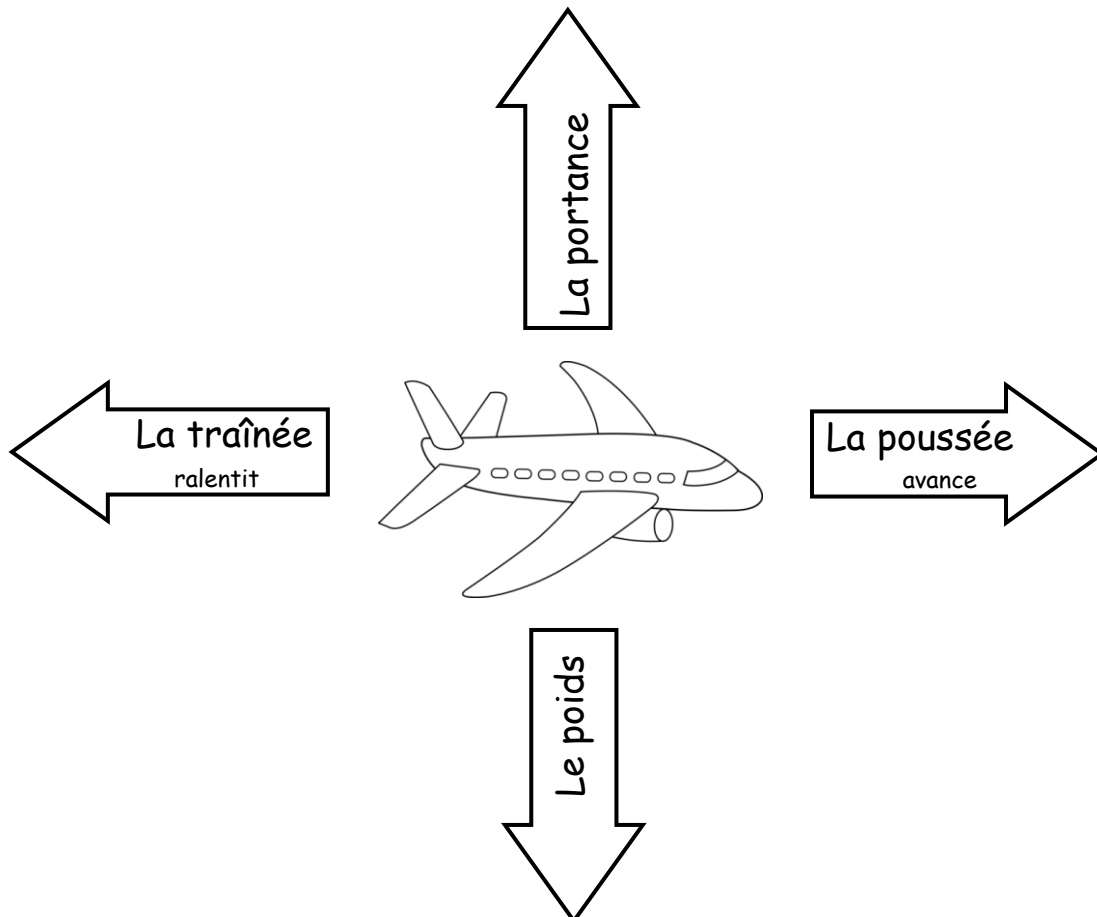 La portance
La traînée
ralentit
La poussée
avance
Le poids